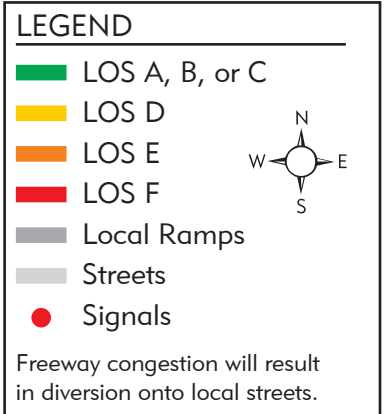 LEGEND
LOS A, B, or C
LOS D
LOS E
LOS F
Local Ramps
Streets
Signals
N
W E
S
Freeway congestion will result
in diversion onto local streets.